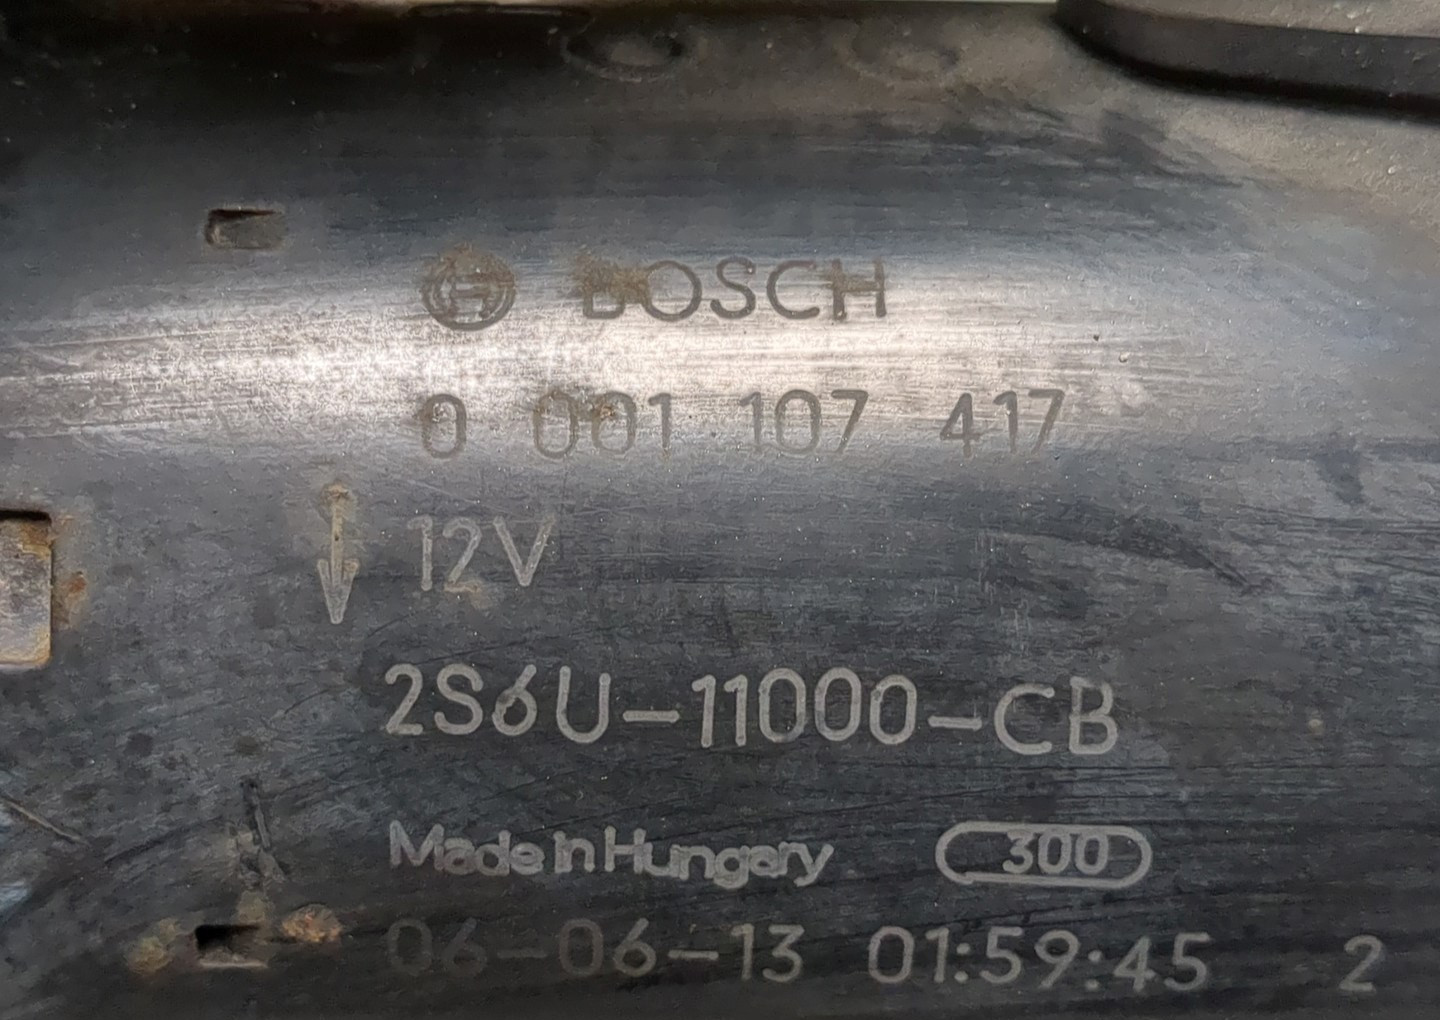 BOSCH
0 001 107 417
12V
2S6U-11000-CB
Made in Hungary 300
06-06-13 01:59:45 2